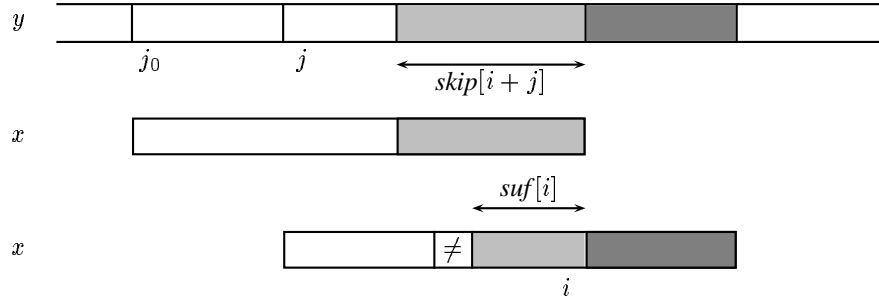 y
j₀ j
skip[i + j]
x
suf[i]
x ≠
i